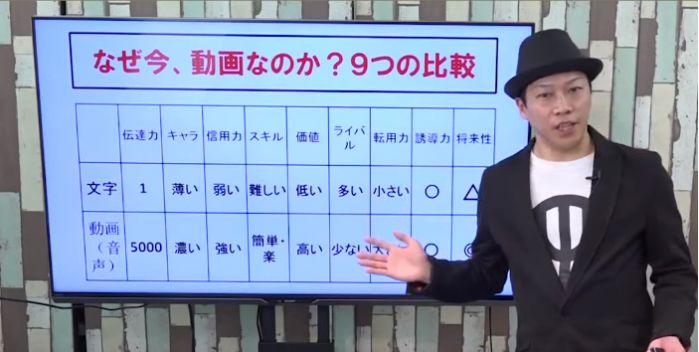 なぜ今、動画なのか？9つの比較
伝達力 キャラ 信用力 スキル 価値 ライバル 転用力 誘導力 将来性
文字 1 薄い 弱い 難しい 低い 多い 小さい ○ △
動画（音声） 5000 濃い 強い 簡単・楽 高い 少ない 大 ○ ◎